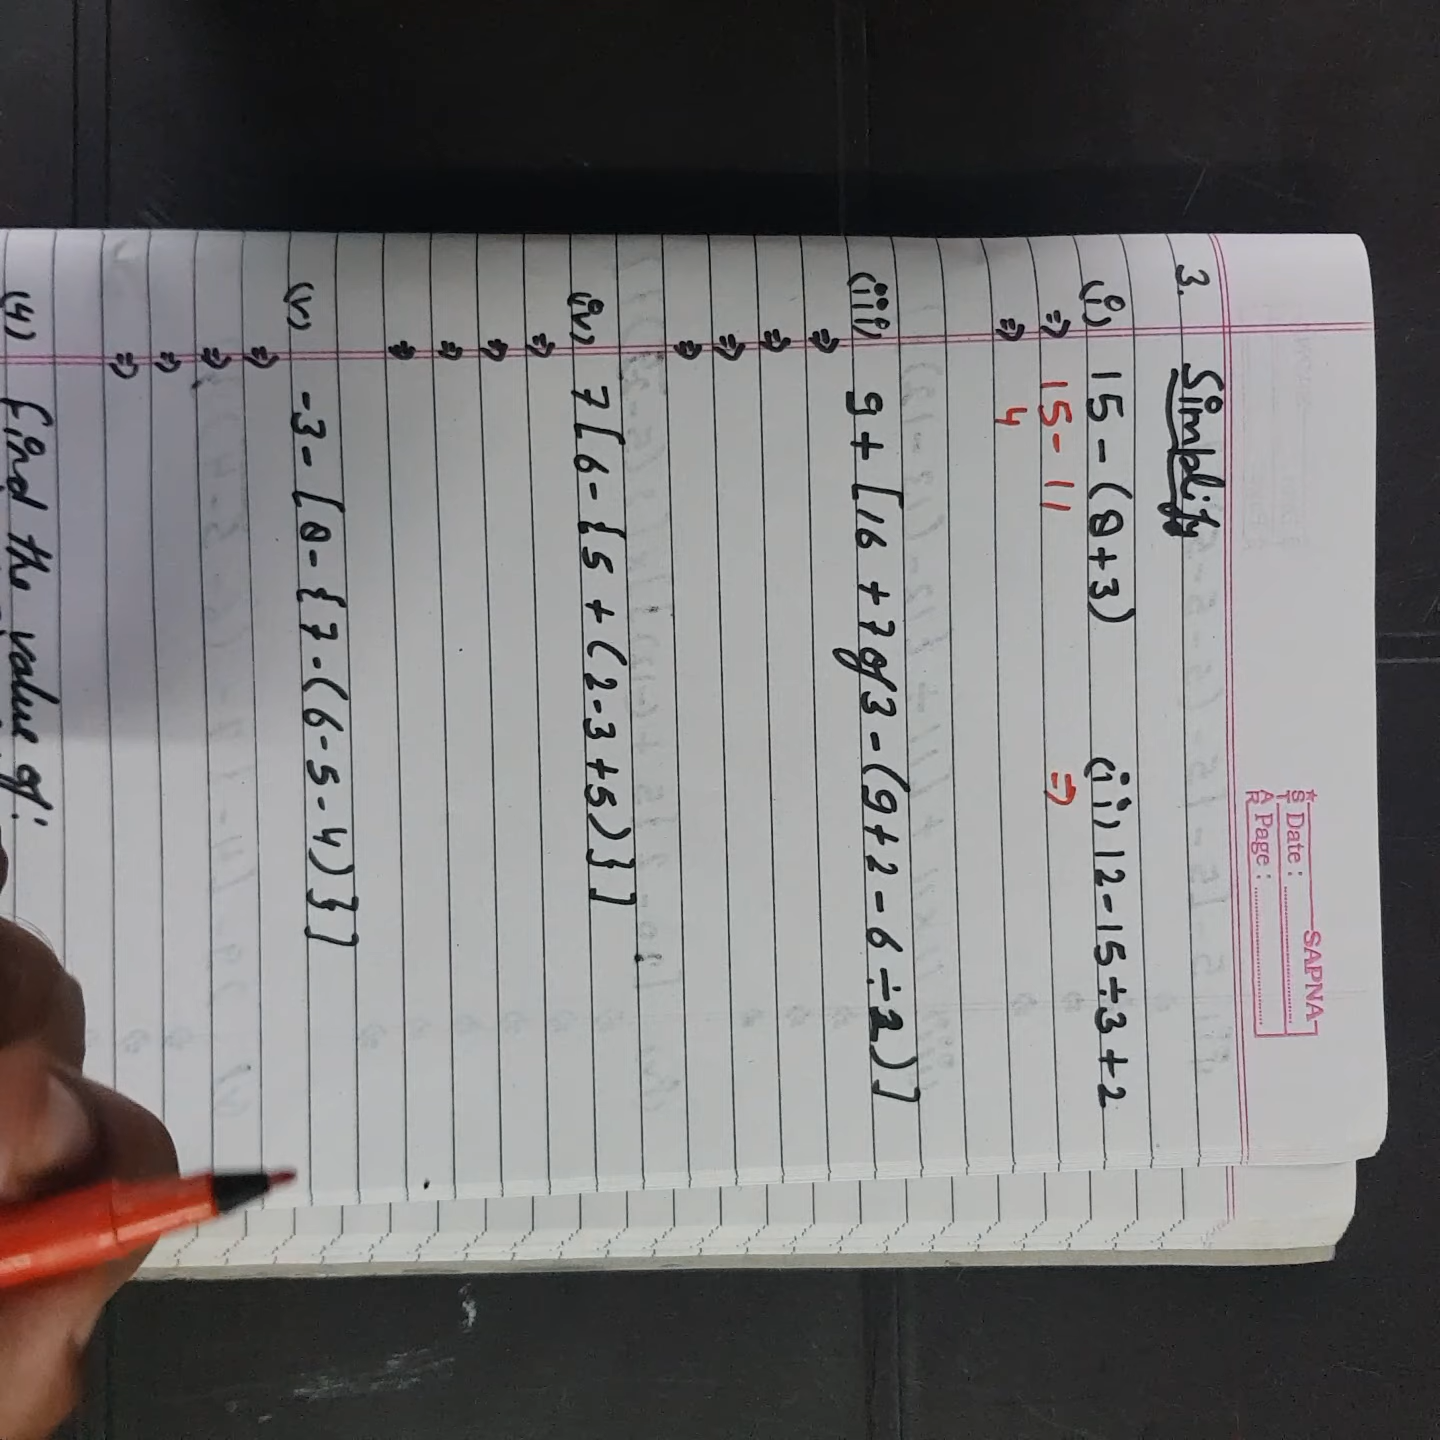 SAPNA
★
STAR
Date :
Page :
3. Simplify
(i) 15 - (8+3) (ii) 12 - 15 ÷ 3 + 2
⇒ 15 - 11 ⇒
⇒ 4
(iii) 9 + [16 + 7 of 3 - (9 + 2 - 6 ÷ 2)]
⇒
⇒
⇒
⇒
(iv) 7[6 - {5 + (2 - 3 + 5)}]
⇒
⇒
⇒
⇒
(v) -3 - [8 - {7 - (6 - 5 - 4)}]
⇒
⇒
⇒
⇒
(4) find the value of: